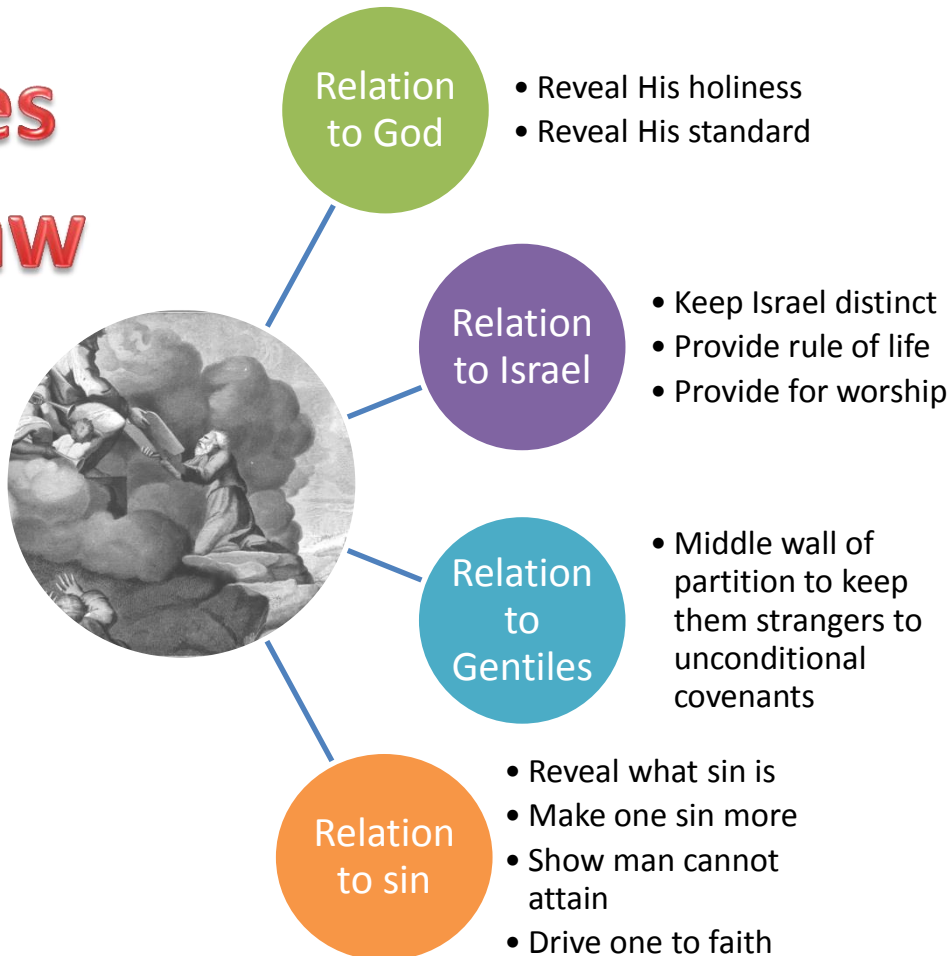 es
aw
Relation
to God
• Reveal His holiness
• Reveal His standard
Relation
to Israel
• Keep Israel distinct
• Provide rule of life
• Provide for worship
Relation
to
Gentiles
• Middle wall of
partition to keep
them strangers to
unconditional
covenants
Relation
to sin
• Reveal what sin is
• Make one sin more
• Show man cannot
attain
• Drive one to faith